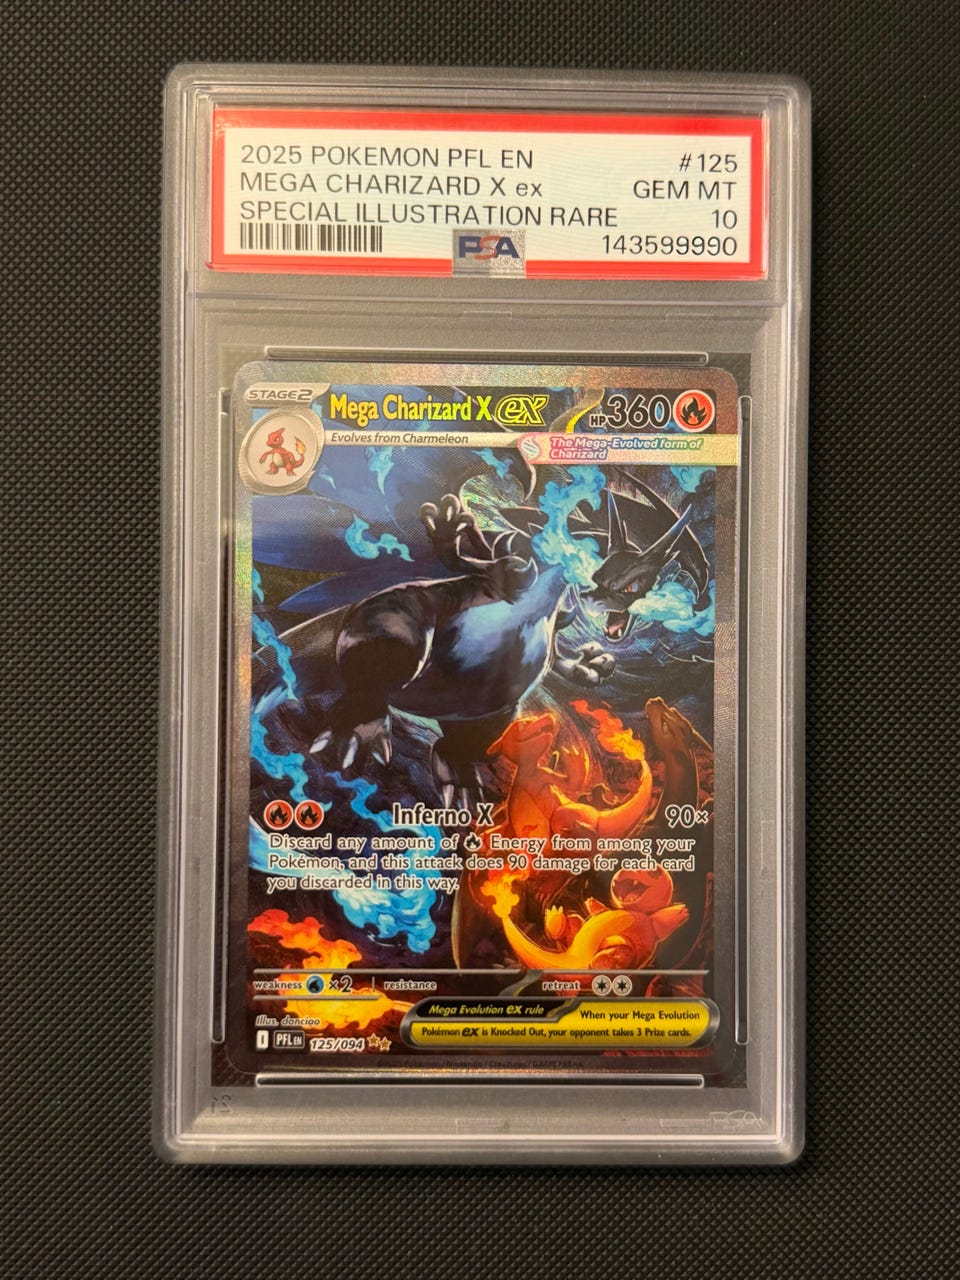 2025 POKEMON PFL EN #125
MEGA CHARIZARD X ex GEM MT
SPECIAL ILLUSTRATION RARE 10
PSA 143599990
STAGE2
Mega Charizard X ex HP360
Evolves from Charmeleon
The Mega-Evolved form of
Charizard
Inferno X 90×
Discard any amount of Energy from among your
Pokémon, and this attack does 90 damage for each card
you discarded in this way.
weakness ×2 resistance retreat
Mega Evolution ex rule When your Mega Evolution
Pokémon ex is Knocked Out, your opponent takes 3 Prize cards.
Illus. danciao
I PFL EN 125/094
PSA